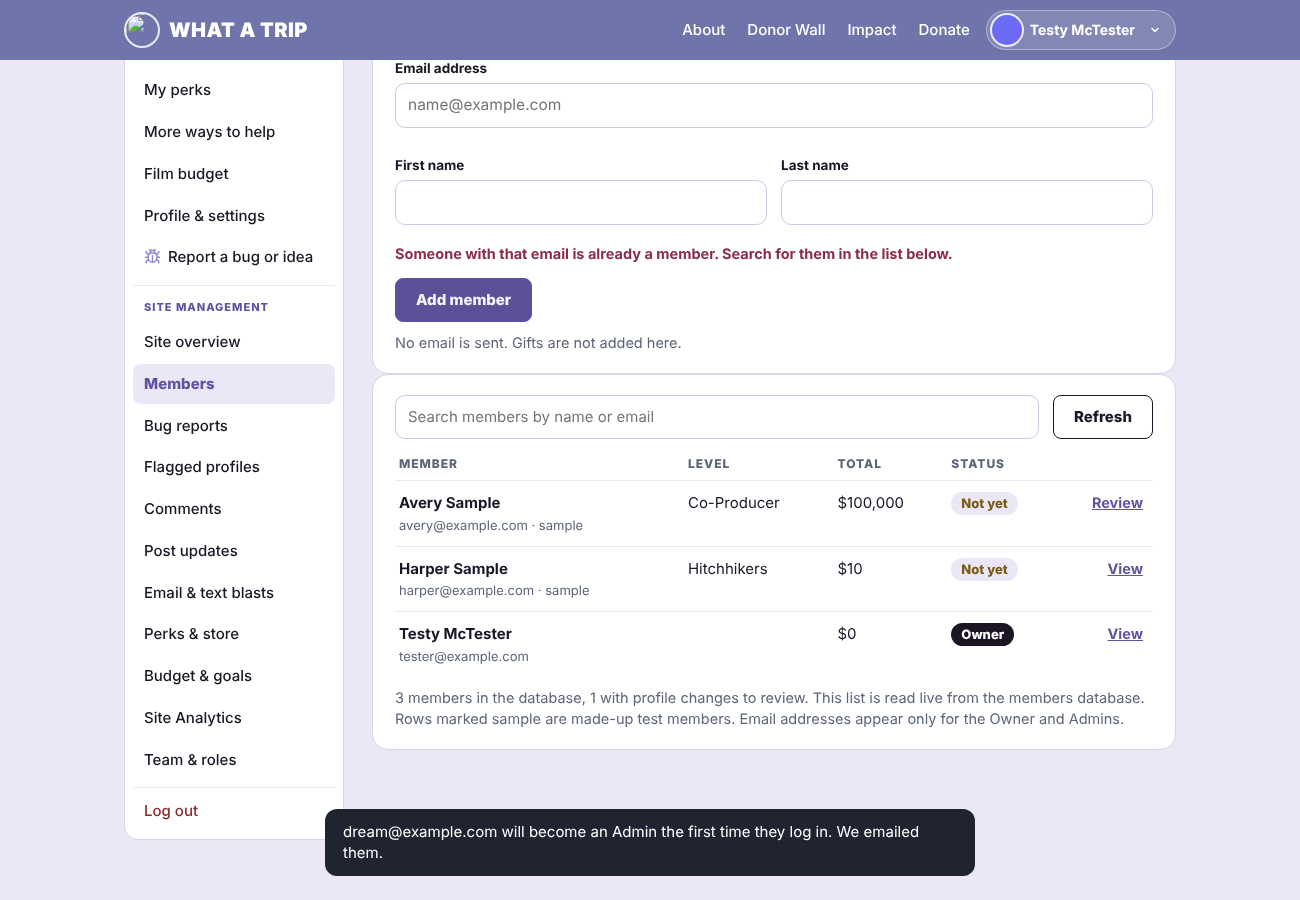 WHAT A TRIP
About
Donor Wall
Impact
Donate
Testy McTester
My perks
More ways to help
Film budget
Profile & settings
Report a bug or idea
SITE MANAGEMENT
Site overview
Members
Bug reports
Flagged profiles
Comments
Post updates
Email & text blasts
Perks & store
Budget & goals
Site Analytics
Team & roles
Log out
Email address
name@example.com
First name
Last name
Someone with that email is already a member. Search for them in the list below.
Add member
No email is sent. Gifts are not added here.
Search members by name or email
Refresh
MEMBER LEVEL TOTAL STATUS
Avery Sample Co-Producer $100,000 Not yet Review
avery@example.com · sample
Harper Sample Hitchhikers $10 Not yet View
harper@example.com · sample
Testy McTester $0 Owner View
tester@example.com
3 members in the database, 1 with profile changes to review. This list is read live from the members database.
Rows marked sample are made-up test members. Email addresses appear only for the Owner and Admins.
dream@example.com will become an Admin the first time they log in. We emailed
them.